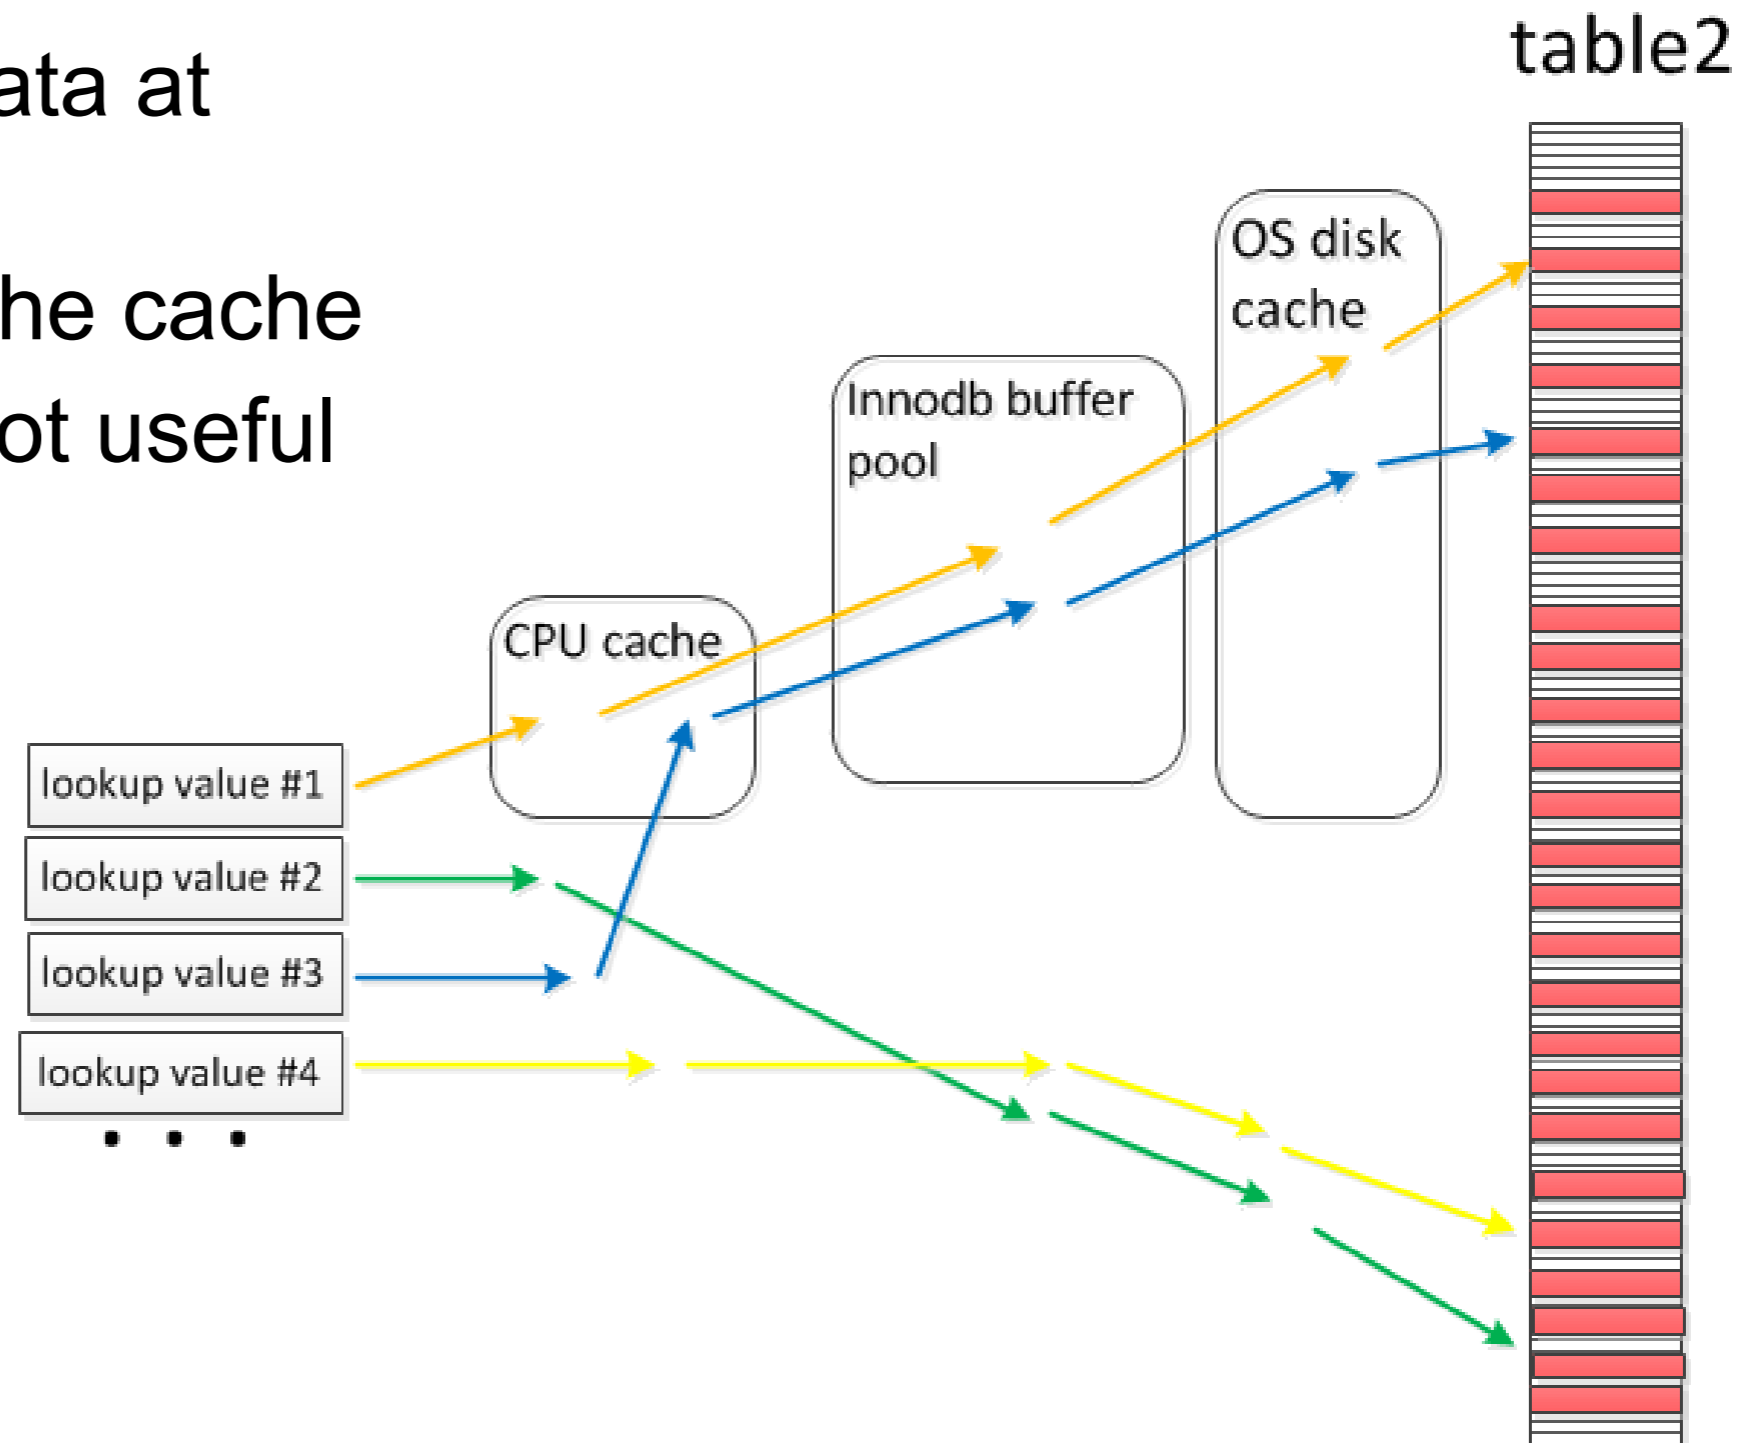 ata at
he cache
ot useful
table2
OS disk
cache
Innodb buffer
pool
CPU cache
lookup value #1
lookup value #2
lookup value #3
lookup value #4
• • •